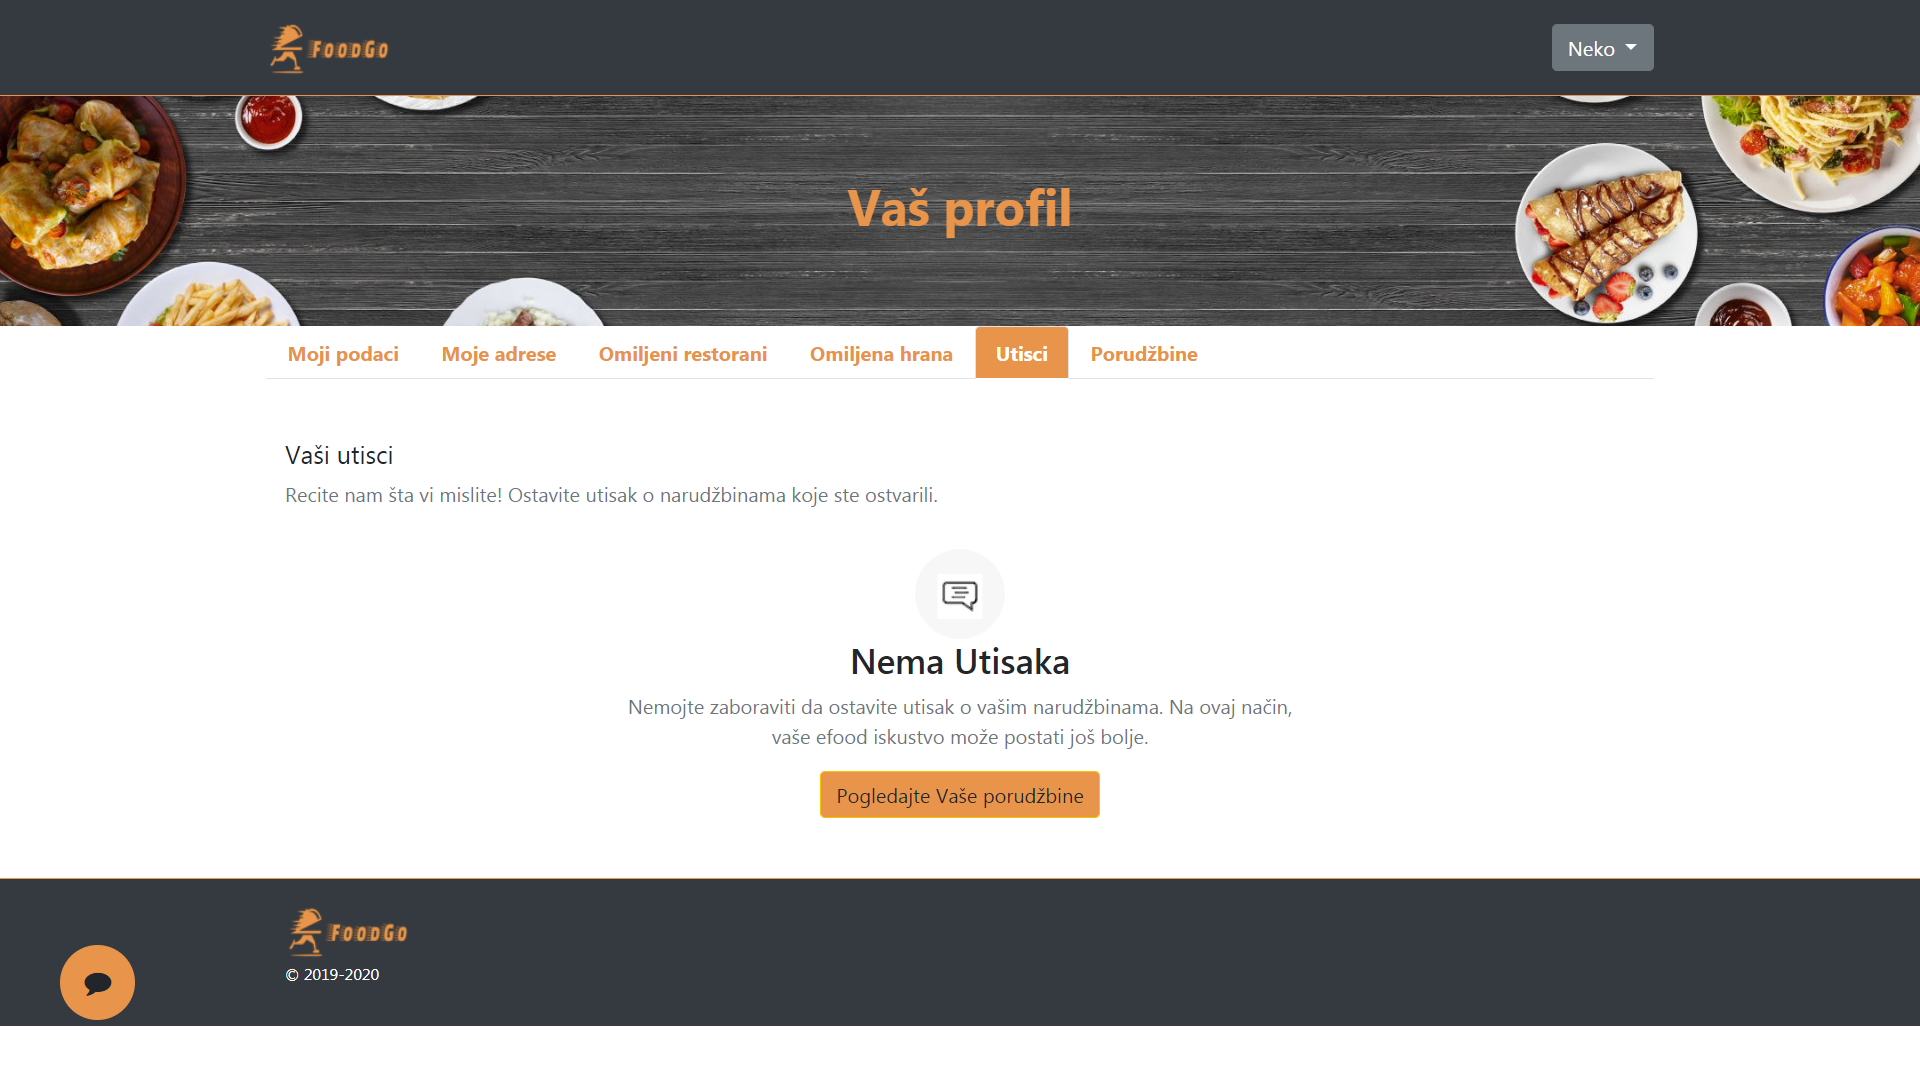 FoodGo
Neko
Vaš profil
Moji podaci Moje adrese Omiljeni restorani Omiljena hrana Utisci Porudžbine
Vaši utisci
Recite nam šta vi mislite! Ostavite utisak o narudžbinama koje ste ostvarili.
Nema Utisaka
Nemojte zaboraviti da ostavite utisak o vašim narudžbinama. Na ovaj način,
vaše efood iskustvo može postati još bolje.
Pogledajte Vaše porudžbine
FoodGo
© 2019-2020